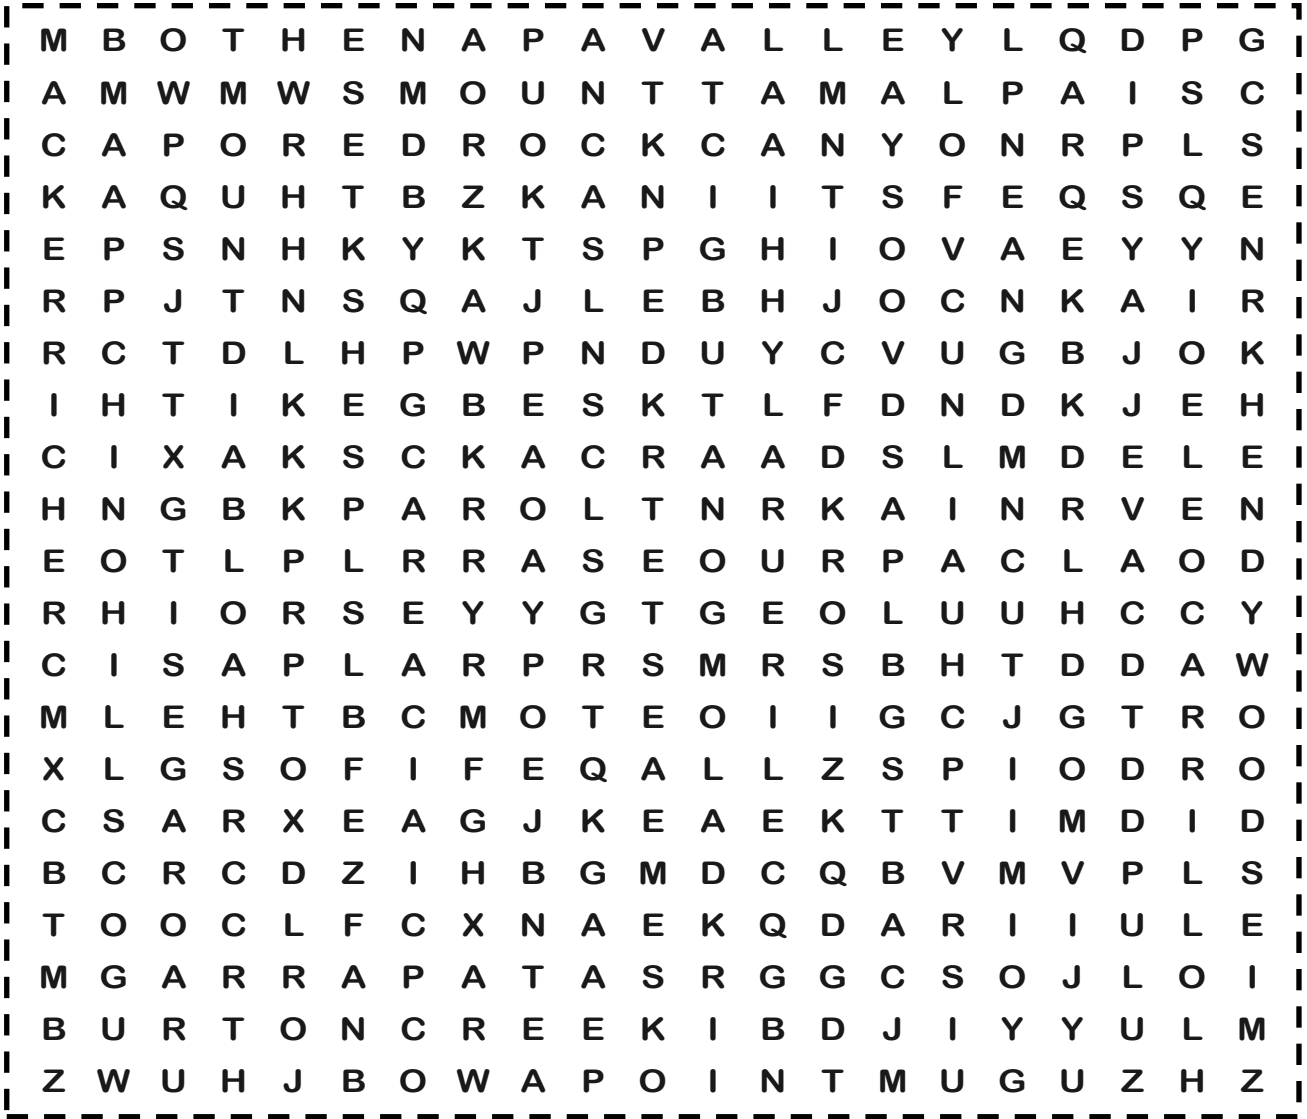 M B O T H E N A P A V A L L E Y L Q D P G
A M W M W S M O U N T T A M A L P A I S C
C A P O R E D R O C K C A N Y O N R P L S
K A Q U H T B Z K A N I I T S F E Q S Q E
E P S N H K Y K T S P G H I O V A E Y Y N
R P J T N S Q A J L E B H J O C N K A I R
R C T D L H P W P N D U Y C V U G B J O K
I H T I K E G B E S K T L F D N D K J E H
C I X A K S C K A C R A A D S L M D E L E
H N G B K P A R O L T N R K A I N R V E N
E O T L P L R R A S E O U R P A C L A O D
R H I O R S E Y Y G T G E O L U U H C C Y
C I S A P L A R P R S M R S B H T D D A W
M L E H T B C M O T E O I I G C J G T R O
X L G S O F I F E Q A L L Z S P I O D R O
C S A R X E A G J K E A E K T T I M D I D
B C R C D Z I H B G M D C Q B V M V P L S
T O O C L F C X N A E K Q D A R I I U L E
M G A R R A P A T A S R G G C S O J L O I
B U R T O N C R E E K I B D J I Y Y U L M
Z W U H J B O W A P O I N T M U G U Z H Z